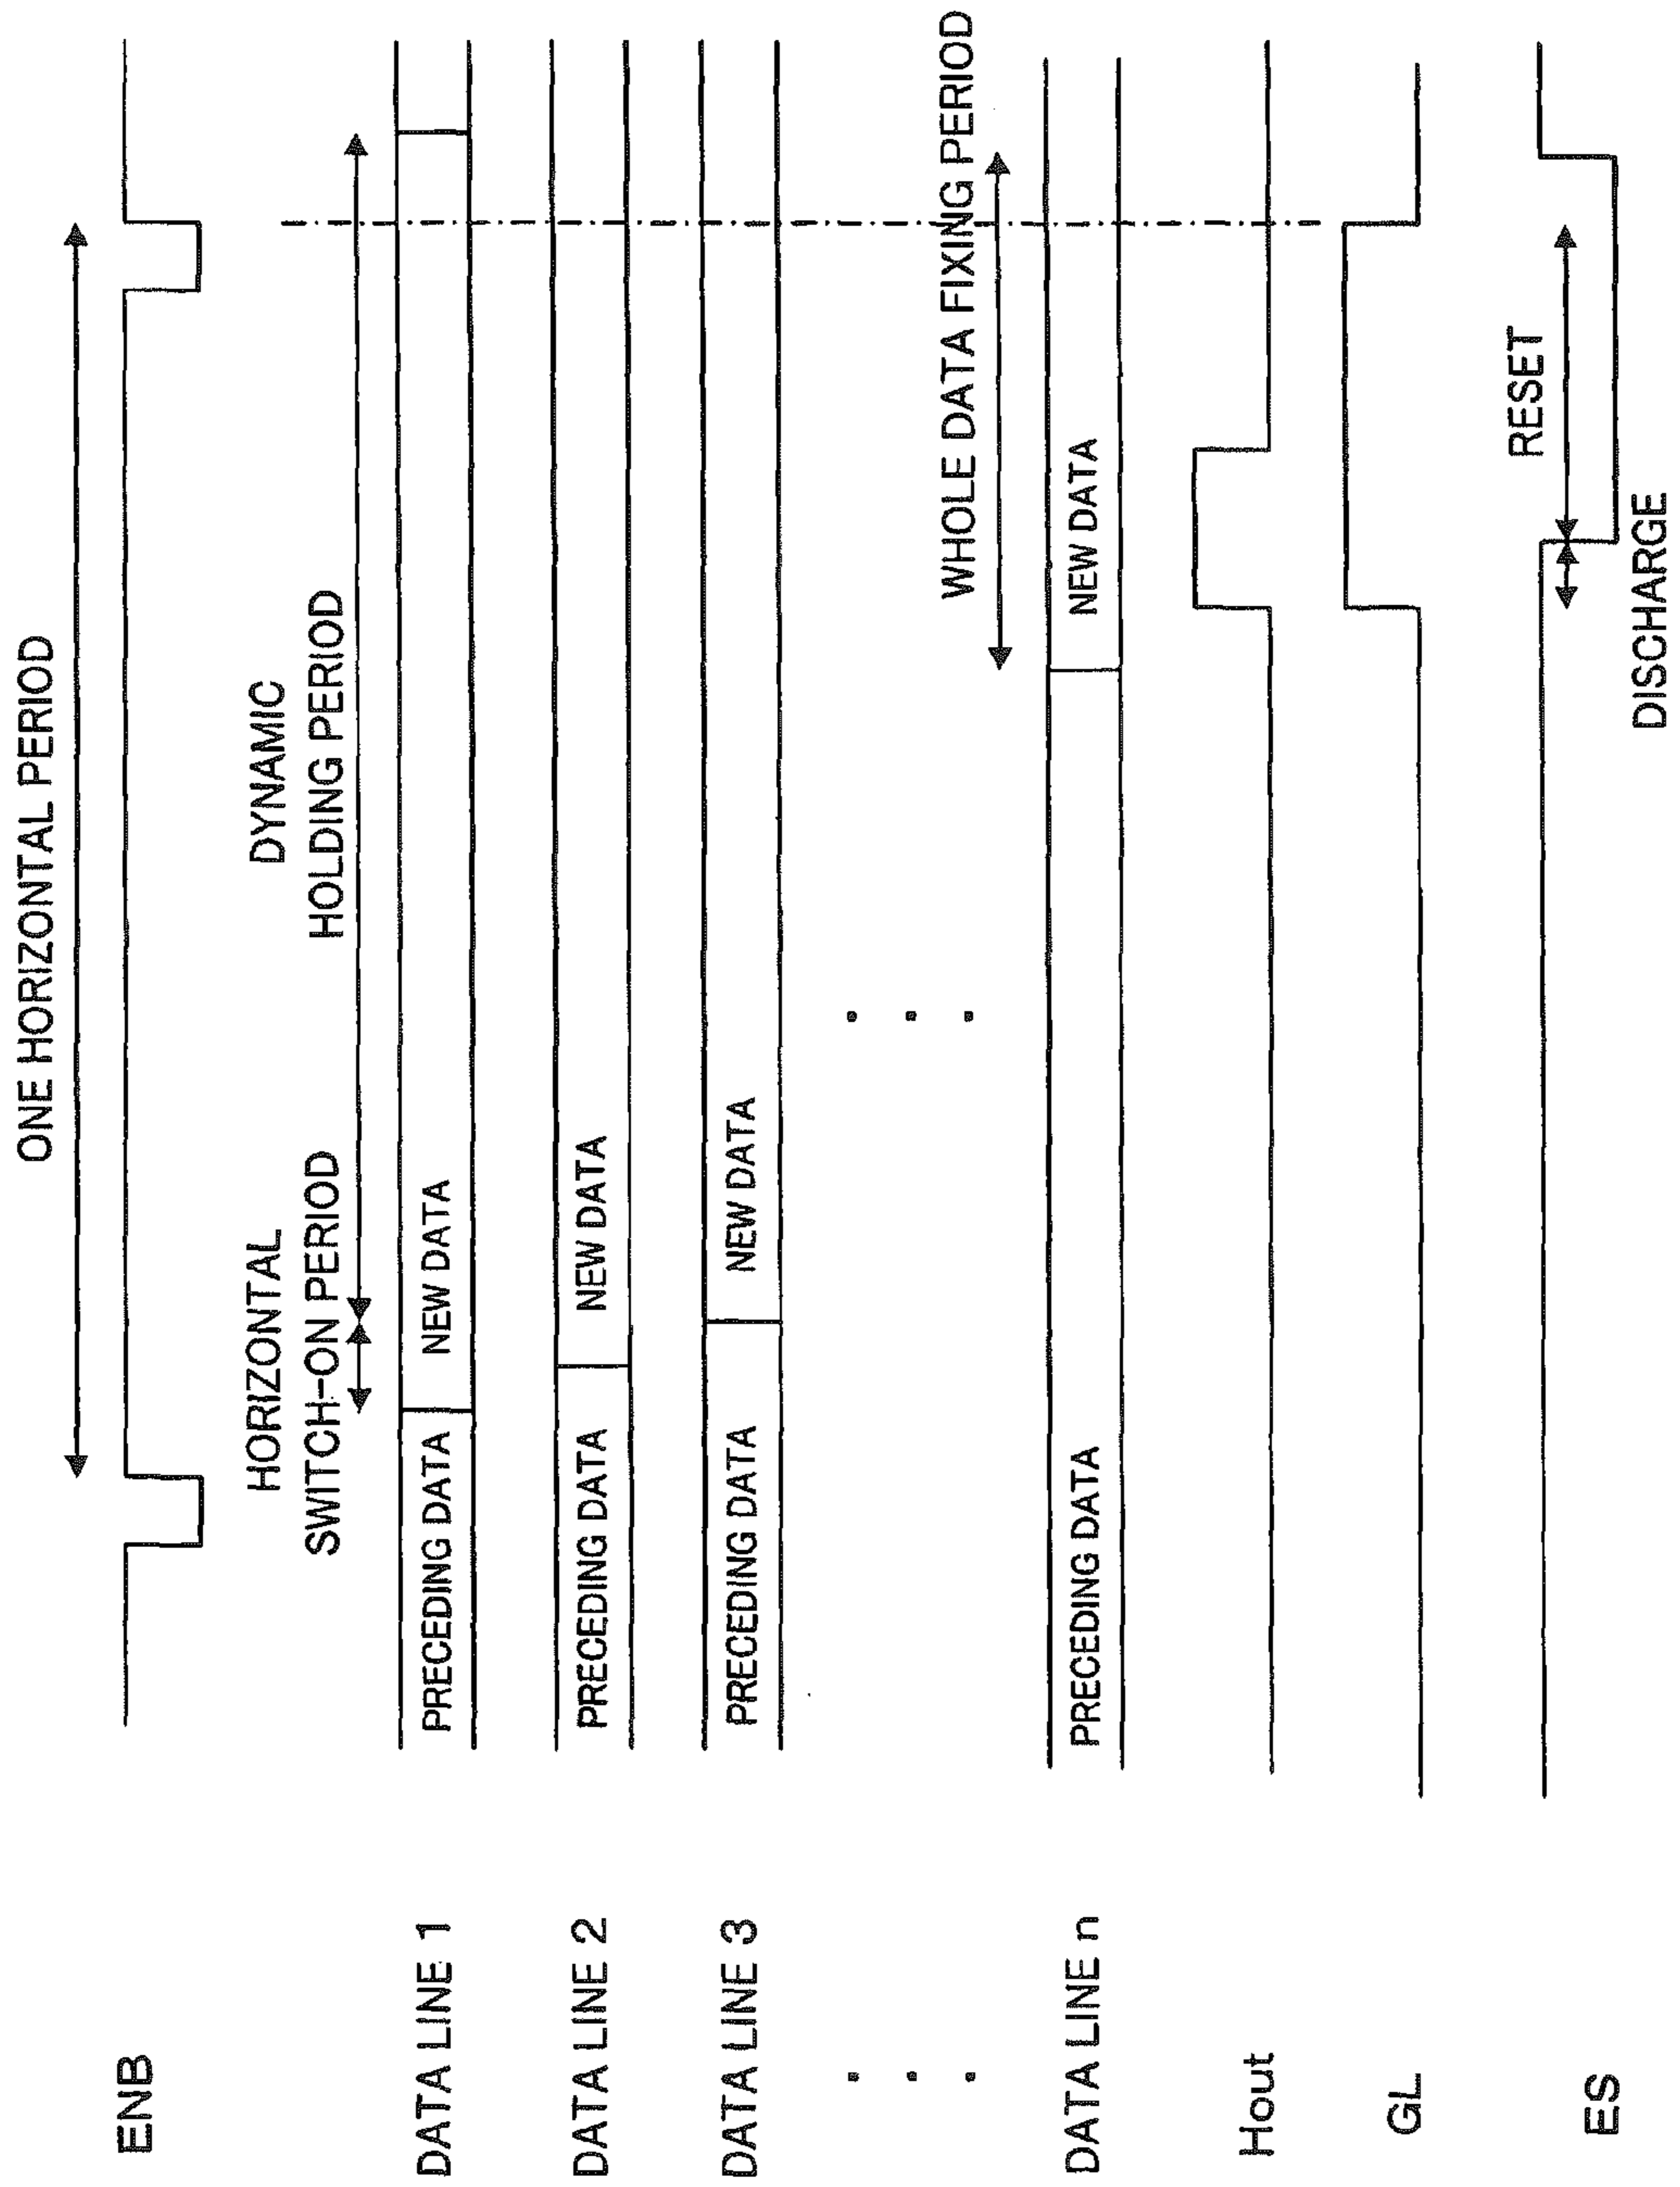 ONE HORIZONTAL PERIOD
ENB
HORIZONTAL
SWITCH-ON PERIOD
DYNAMIC
HOLDING PERIOD
DATA LINE 1
PRECEDING DATA
NEW DATA
DATA LINE 2
PRECEDING DATA
NEW DATA
DATA LINE 3
PRECEDING DATA
NEW DATA
WHOLE DATA FIXING PERIOD
DATA LINE n
PRECEDING DATA
NEW DATA
Hout
GL
RESET
ES
DISCHARGE